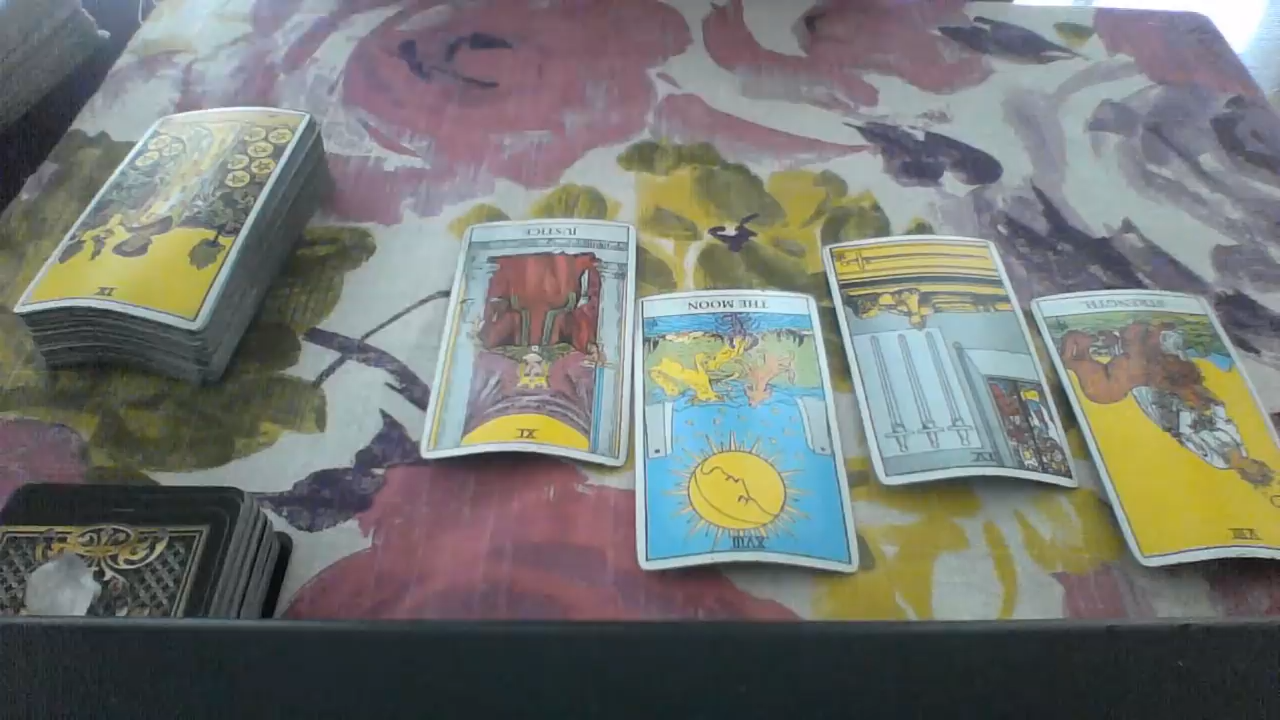 IX
JUSTICE
XI
THE MOON
XVIII
IV
STRENGTH
VIII